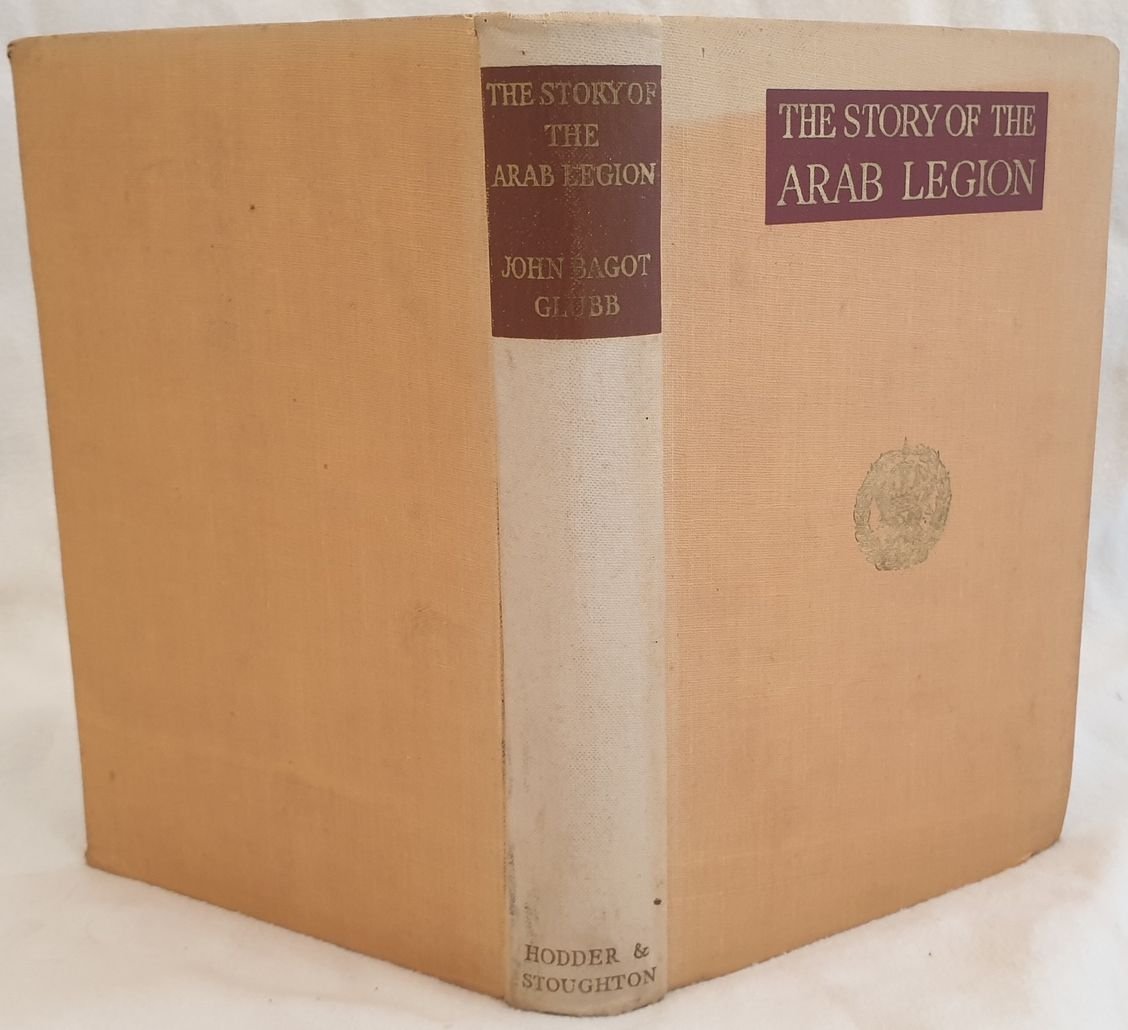 THE STORY OF
THE
ARAB LEGION
JOHN BAGOT
GLUBB
HODDER &
STOUGHTON
THE STORY OF THE
ARAB LEGION